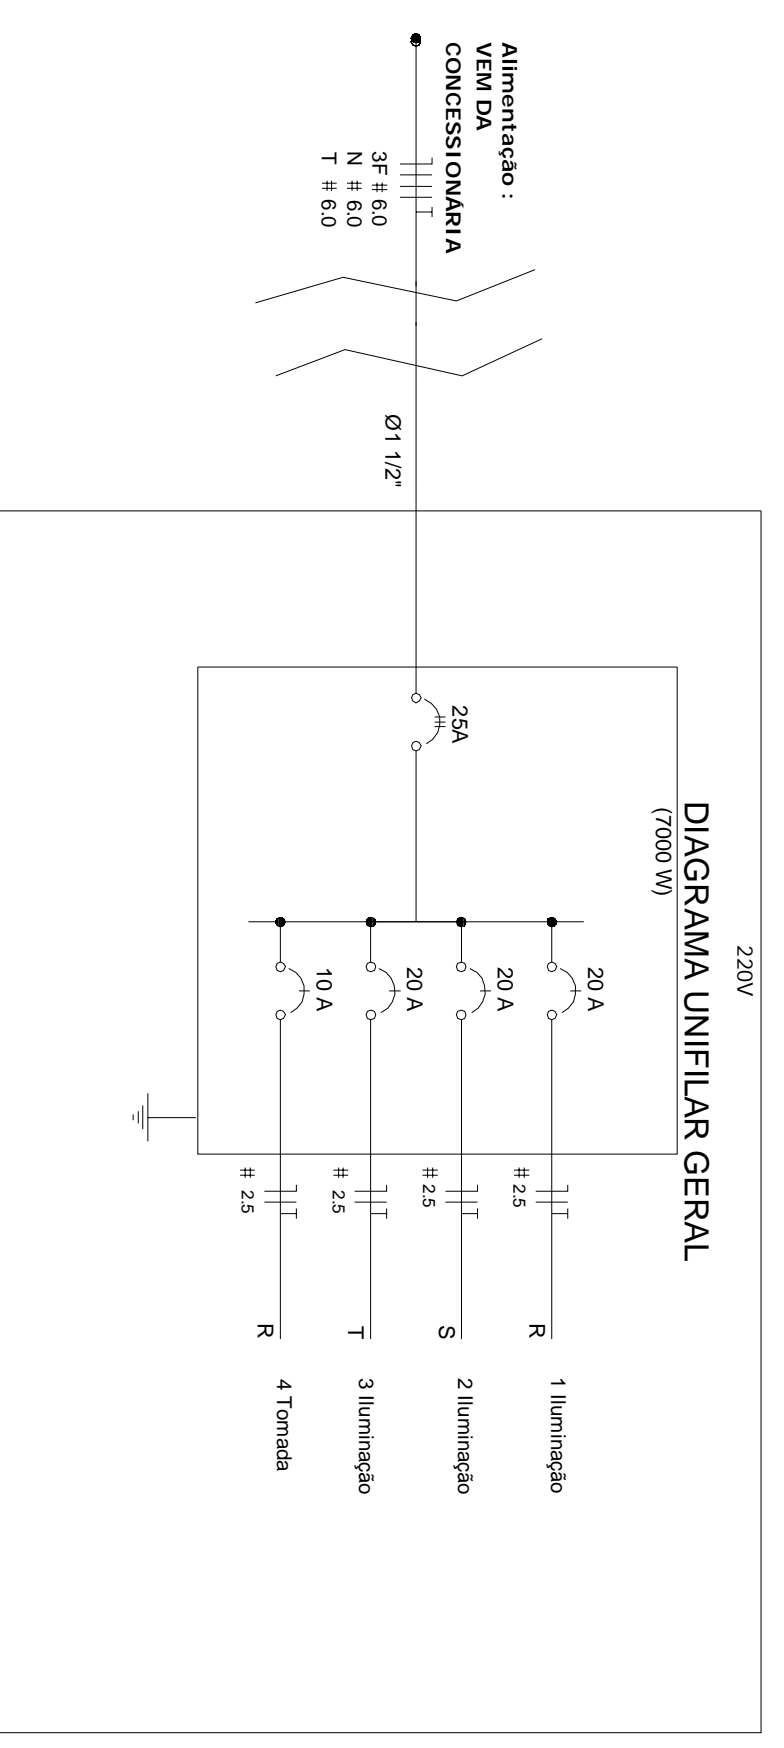 220V
DIAGRAMA UNIFILAR GERAL
(7000 W)
Alimentação :
VEM DA
CONCESSIONÁRIA
3F # 6.0
N # 6.0
T # 6.0
Ø1 1/2"
25A
20 A
# 2.5
R
1 Iluminação
20 A
# 2.5
S
2 Iluminação
20 A
# 2.5
T
3 Iluminação
10 A
# 2.5
R
4 Tomada